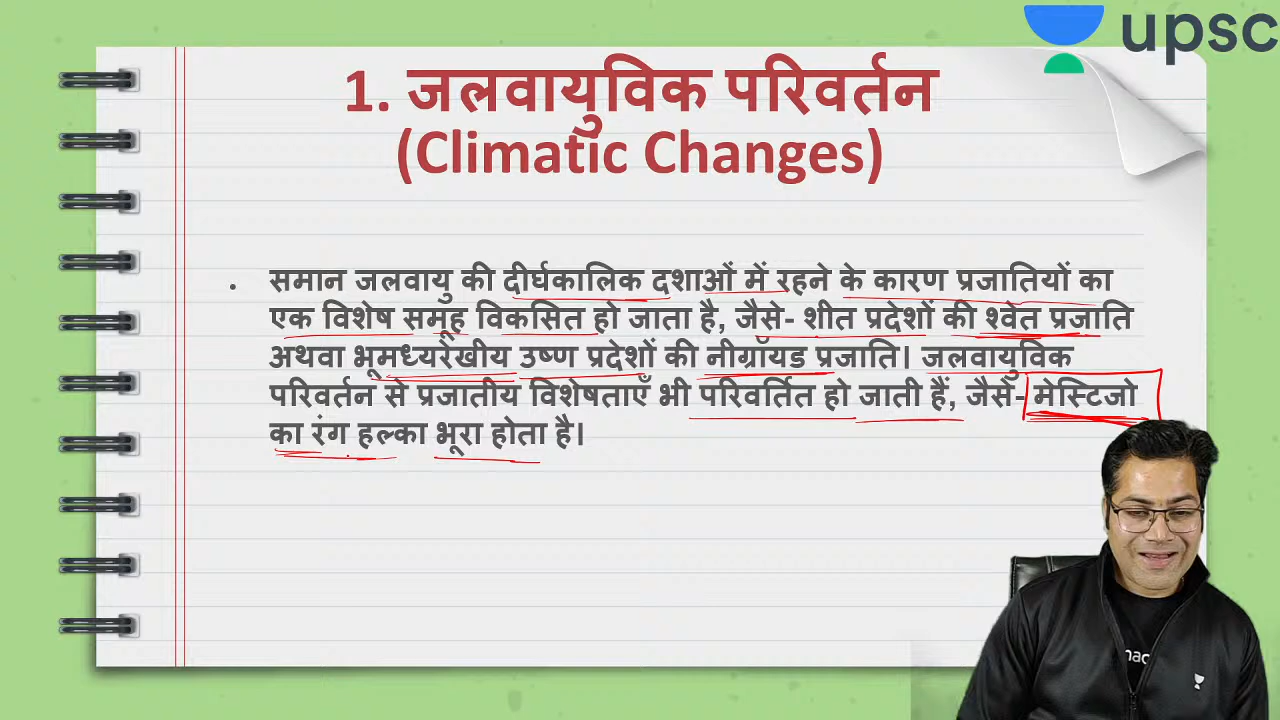 upsc
1. जलवायुविक परिवर्तन
(Climatic Changes)
• समान जलवायु की दीर्घकालिक दशाओं में रहने के कारण प्रजातियों का
एक विशेष समूह विकसित हो जाता है, जैसे- शीत प्रदेशों की श्वेत प्रजाति
अथवा भूमध्यरेखीय उष्ण प्रदेशों की नीग्रॉयड प्रजाति। जलवायुविक
परिवर्तन से प्रजातीय विशेषताएँ भी परिवर्तित हो जाती हैं, जैसे- मेस्टिजो
का रंग हल्का भूरा होता है।